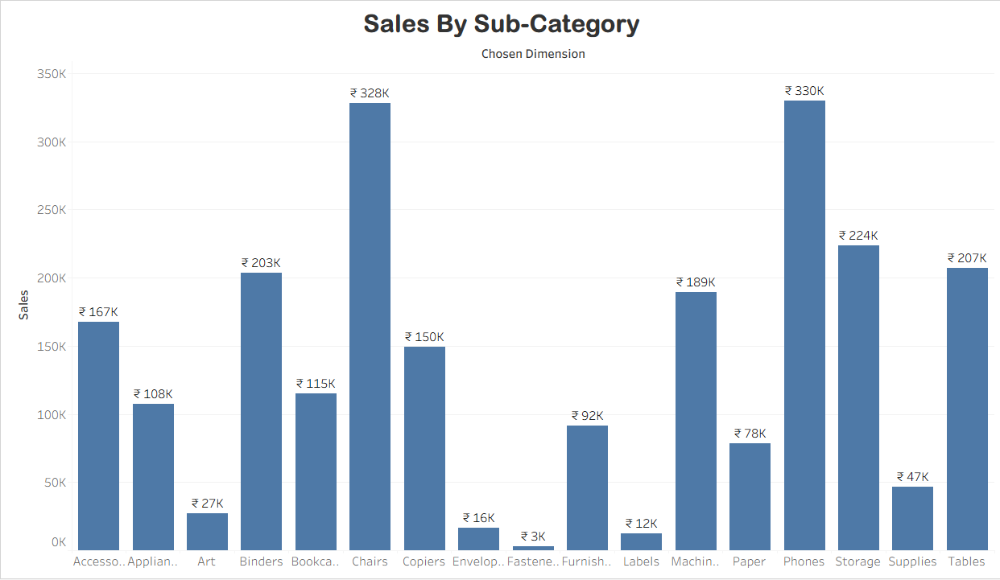 Sales By Sub-Category
Chosen Dimension
350K
300K
250K
200K
150K
100K
50K
0K
Sales
₹ 167K
₹ 108K
₹ 27K
₹ 203K
₹ 115K
₹ 328K
₹ 150K
₹ 16K
₹ 3K
₹ 92K
₹ 12K
₹ 189K
₹ 78K
₹ 330K
₹ 224K
₹ 47K
₹ 207K
Accesso.. Applian.. Art Binders Bookca.. Chairs Copiers Envelop.. Fastene.. Furnish.. Labels Machin.. Paper Phones Storage Supplies Tables